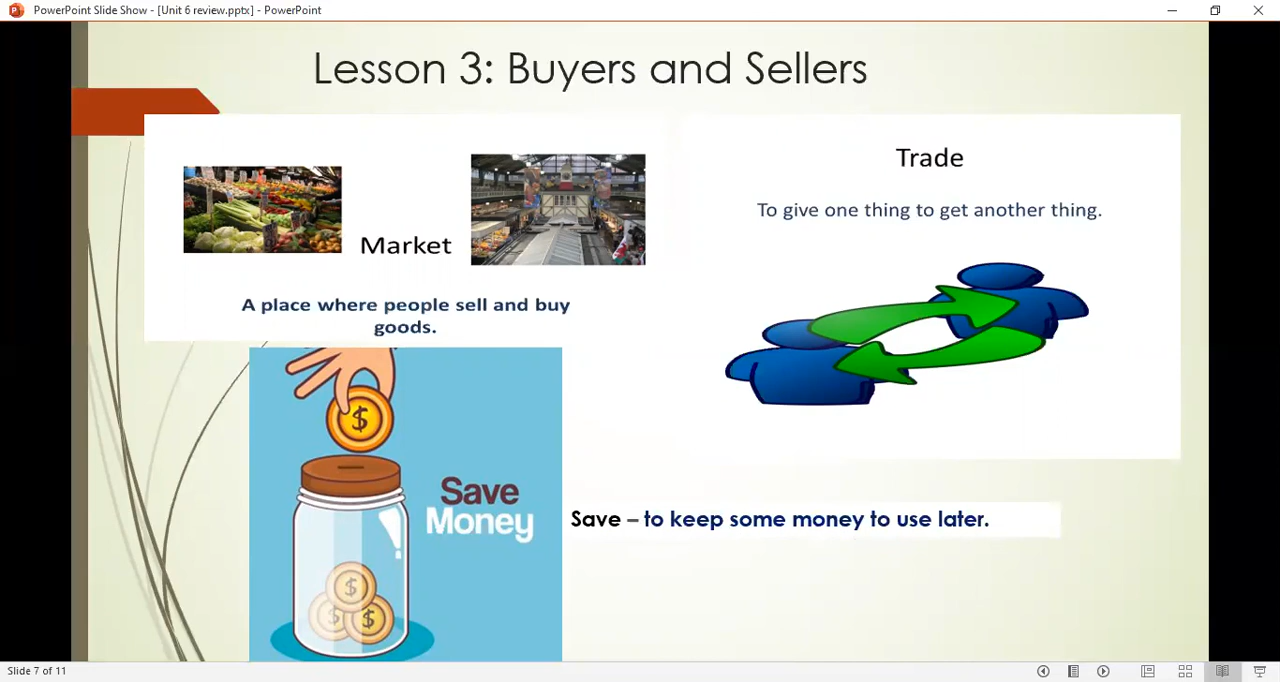 PowerPoint Slide Show - [Unit 6 review.pptx] - PowerPoint
Lesson 3: Buyers and Sellers
Market
A place where people sell and buy
goods.
Trade
To give one thing to get another thing.
$
Save
Money
$
$
$
Save – to keep some money to use later.
Slide 7 of 11